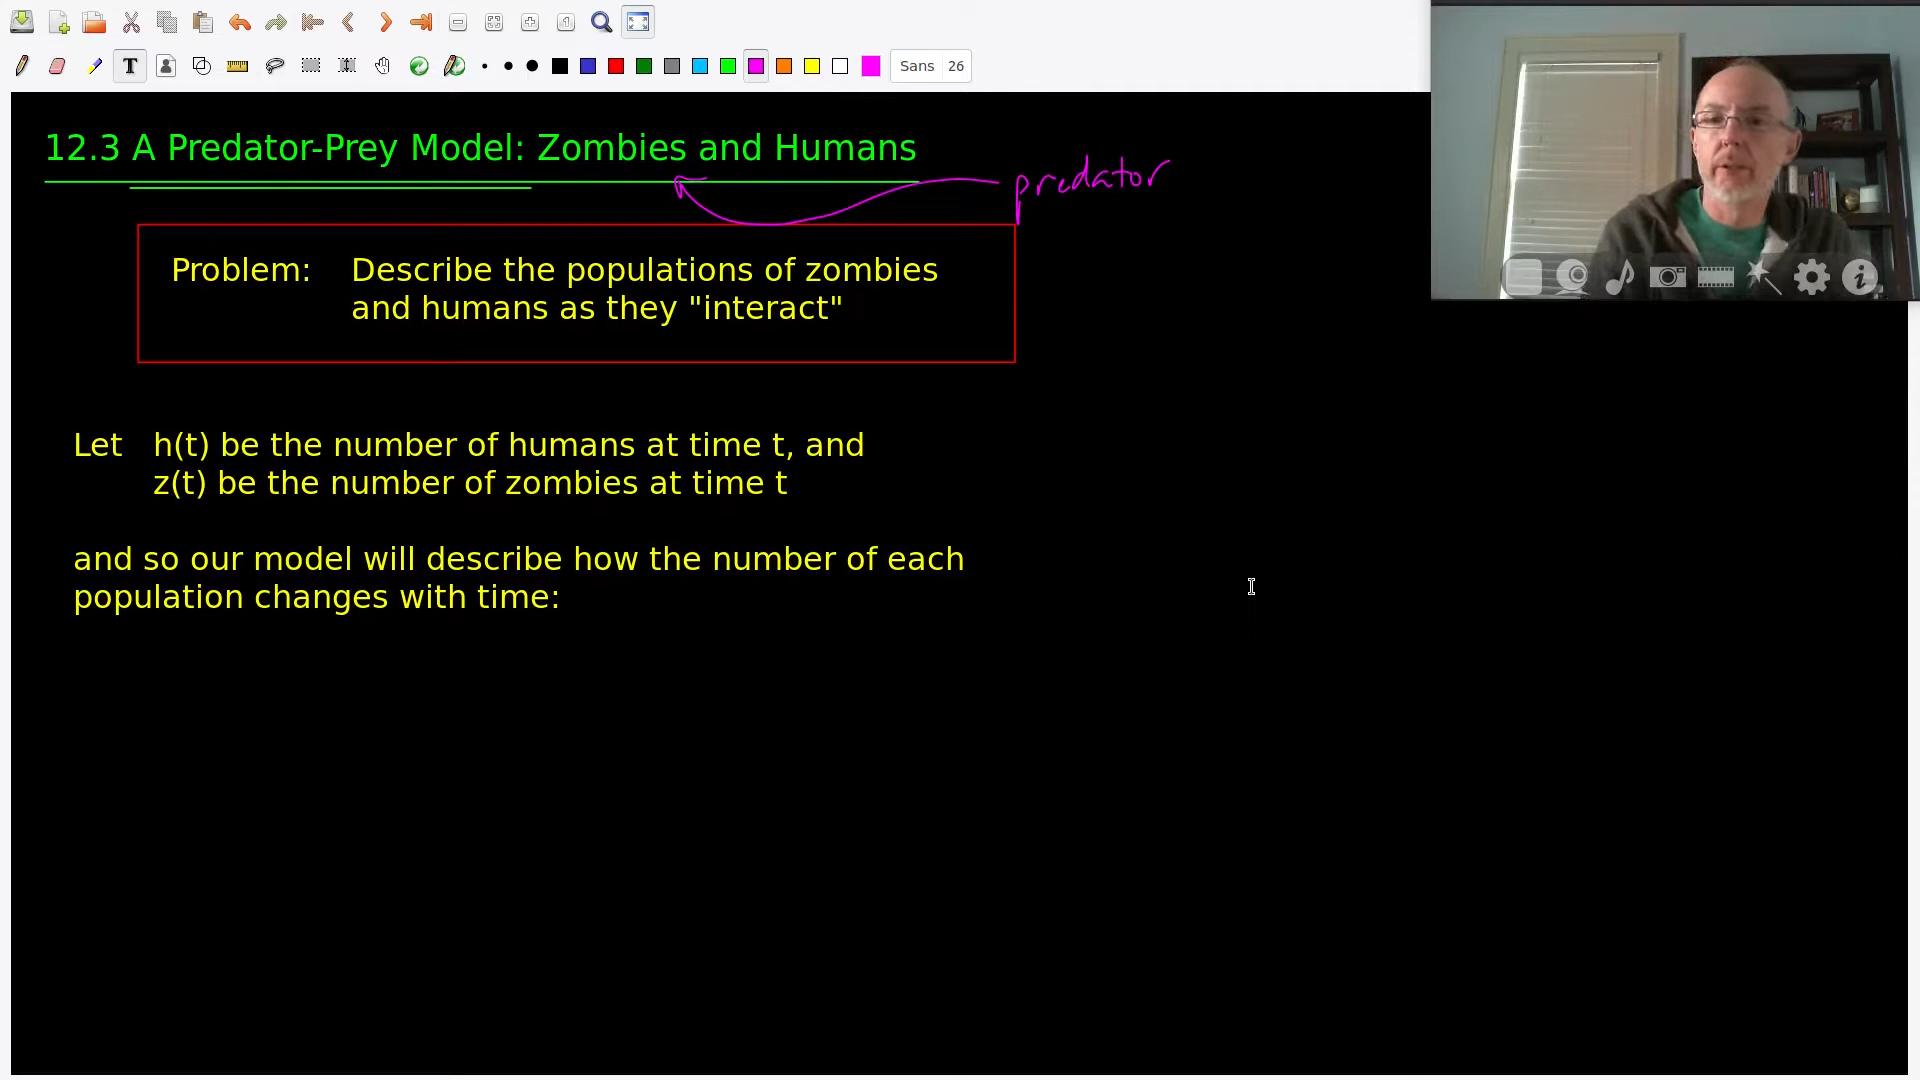 Sans 26
12.3 A Predator-Prey Model: Zombies and Humans
predator
Problem: Describe the populations of zombies
and humans as they "interact"
Let h(t) be the number of humans at time t, and
z(t) be the number of zombies at time t
and so our model will describe how the number of each
population changes with time: